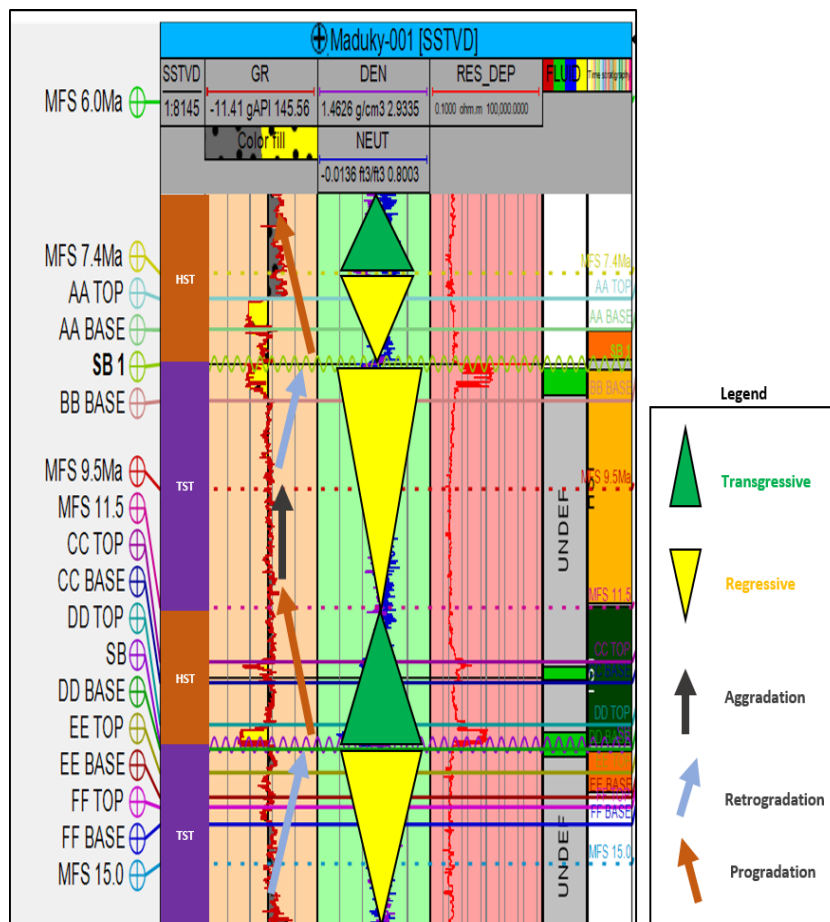 Maduky-001 [SSTVD]
SSTVD
GR
DEN
RES_DEP
FLUID
Time stratigraphy
1:8145
-11.41 gAPI 145.56
1.4626 g/cm3 2.9335
0.1000 ohm.m 100,000.0000
Color fill
NEUT
-0.0136 ft3/ft3 0.8003
MFS 6.0Ma
MFS 7.4Ma
AA TOP
AA BASE
SB 1
BB BASE
MFS 9.5Ma
MFS 11.5
CC TOP
CC BASE
DD TOP
SB
DD BASE
EE TOP
EE BASE
FF TOP
FF BASE
MFS 15.0
HST
TST
HST
TST
UNDEF
UNDEF
MFS 7.4Ma
AA TOP
AA BASE
SB 1
BB BASE
MFS 9.5Ma
MFS 11.5
CC TOP
DD TOP
DD BASE
EE BASE
FF TOP
FF BASE
MFS 15.0
Legend
Transgressive
Regressive
Aggradation
Retrogradation
Progradation